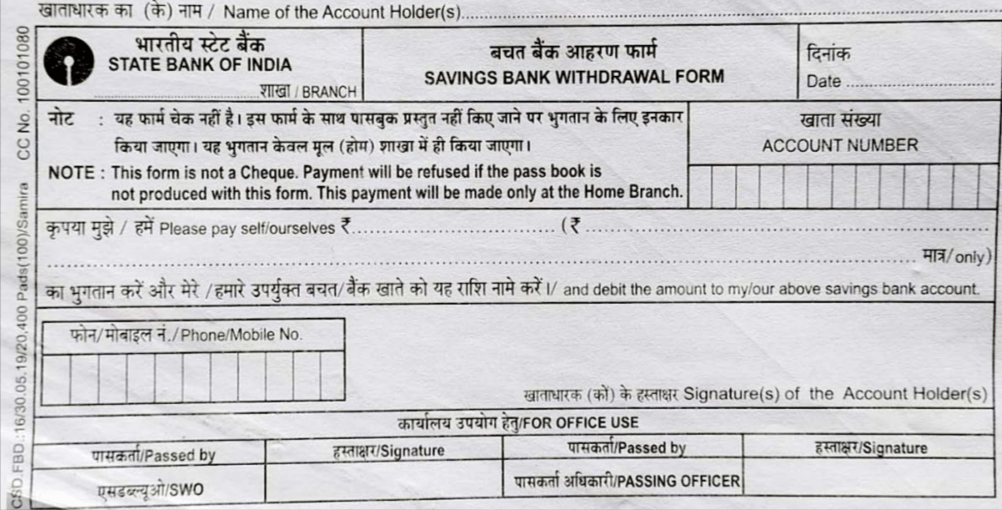 खाताधारक का (के) नाम / Name of the Account Holder(s)
भारतीय स्टेट बैंक
STATE BANK OF INDIA
शाखा / BRANCH
बचत बैंक आहरण फार्म
SAVINGS BANK WITHDRAWAL FORM
दिनांक
Date
नोट : यह फार्म चेक नहीं है। इस फार्म के साथ पासबुक प्रस्तुत नहीं किए जाने पर भुगतान के लिए इनकार
किया जाएगा। यह भुगतान केवल मूल (होम) शाखा में ही किया जाएगा।
NOTE : This form is not a Cheque. Payment will be refused if the pass book is
not produced with this form. This payment will be made only at the Home Branch.
खाता संख्या
ACCOUNT NUMBER
कृपया मुझे / हमें Please pay self/ourselves ₹ (₹
मात्र/only)
का भुगतान करें और मेरे /हमारे उपर्युक्त बचत/ बैंक खाते को यह राशि नामे करें।/ and debit the amount to my/our above savings bank account.
फोन/मोबाइल नं./Phone/Mobile No.
खाताधारक (कों) के हस्ताक्षर Signature(s) of the Account Holder(s)
कार्यालय उपयोग हेतु/FOR OFFICE USE
पासकर्ता/Passed by हस्ताक्षर/Signature पासकर्ता/Passed by हस्ताक्षर/Signature
एसडब्ल्यूओ/SWO पासकर्ता अधिकारी/PASSING OFFICER
CSD.FBD.:16/30.05.19/20,400 Pads(100)/Samira CC No. 100101080